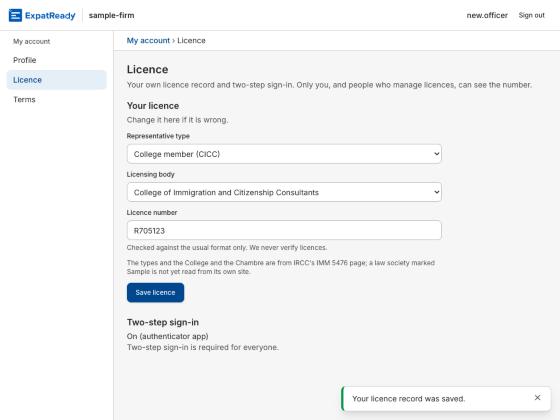 ExpatReady
sample-firm
new.officer
Sign out
My account
Profile
Licence
Terms
My account › Licence
Licence
Your own licence record and two-step sign-in. Only you, and people who manage licences, can see the number.
Your licence
Change it here if it is wrong.
Representative type
College member (CICC)
Licensing body
College of Immigration and Citizenship Consultants
Licence number
R705123
Checked against the usual format only. We never verify licences.
The types and the College and the Chambre are from IRCC's IMM 5476 page; a law society marked
Sample is not yet read from its own site.
Save licence
Two-step sign-in
On (authenticator app)
Two-step sign-in is required for everyone.
Your licence record was saved.